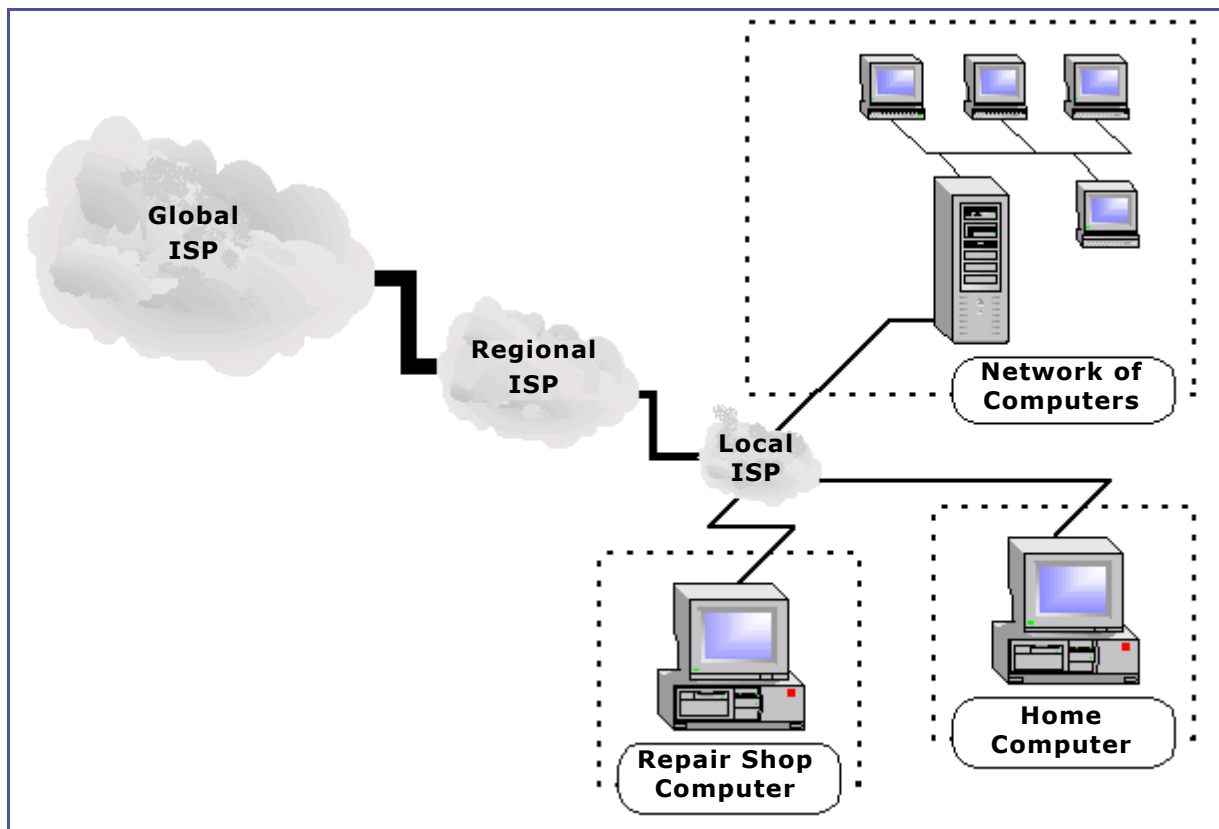 Global
ISP
Regional
ISP
Local
ISP
Network of
Computers
Home
Computer
Repair Shop
Computer